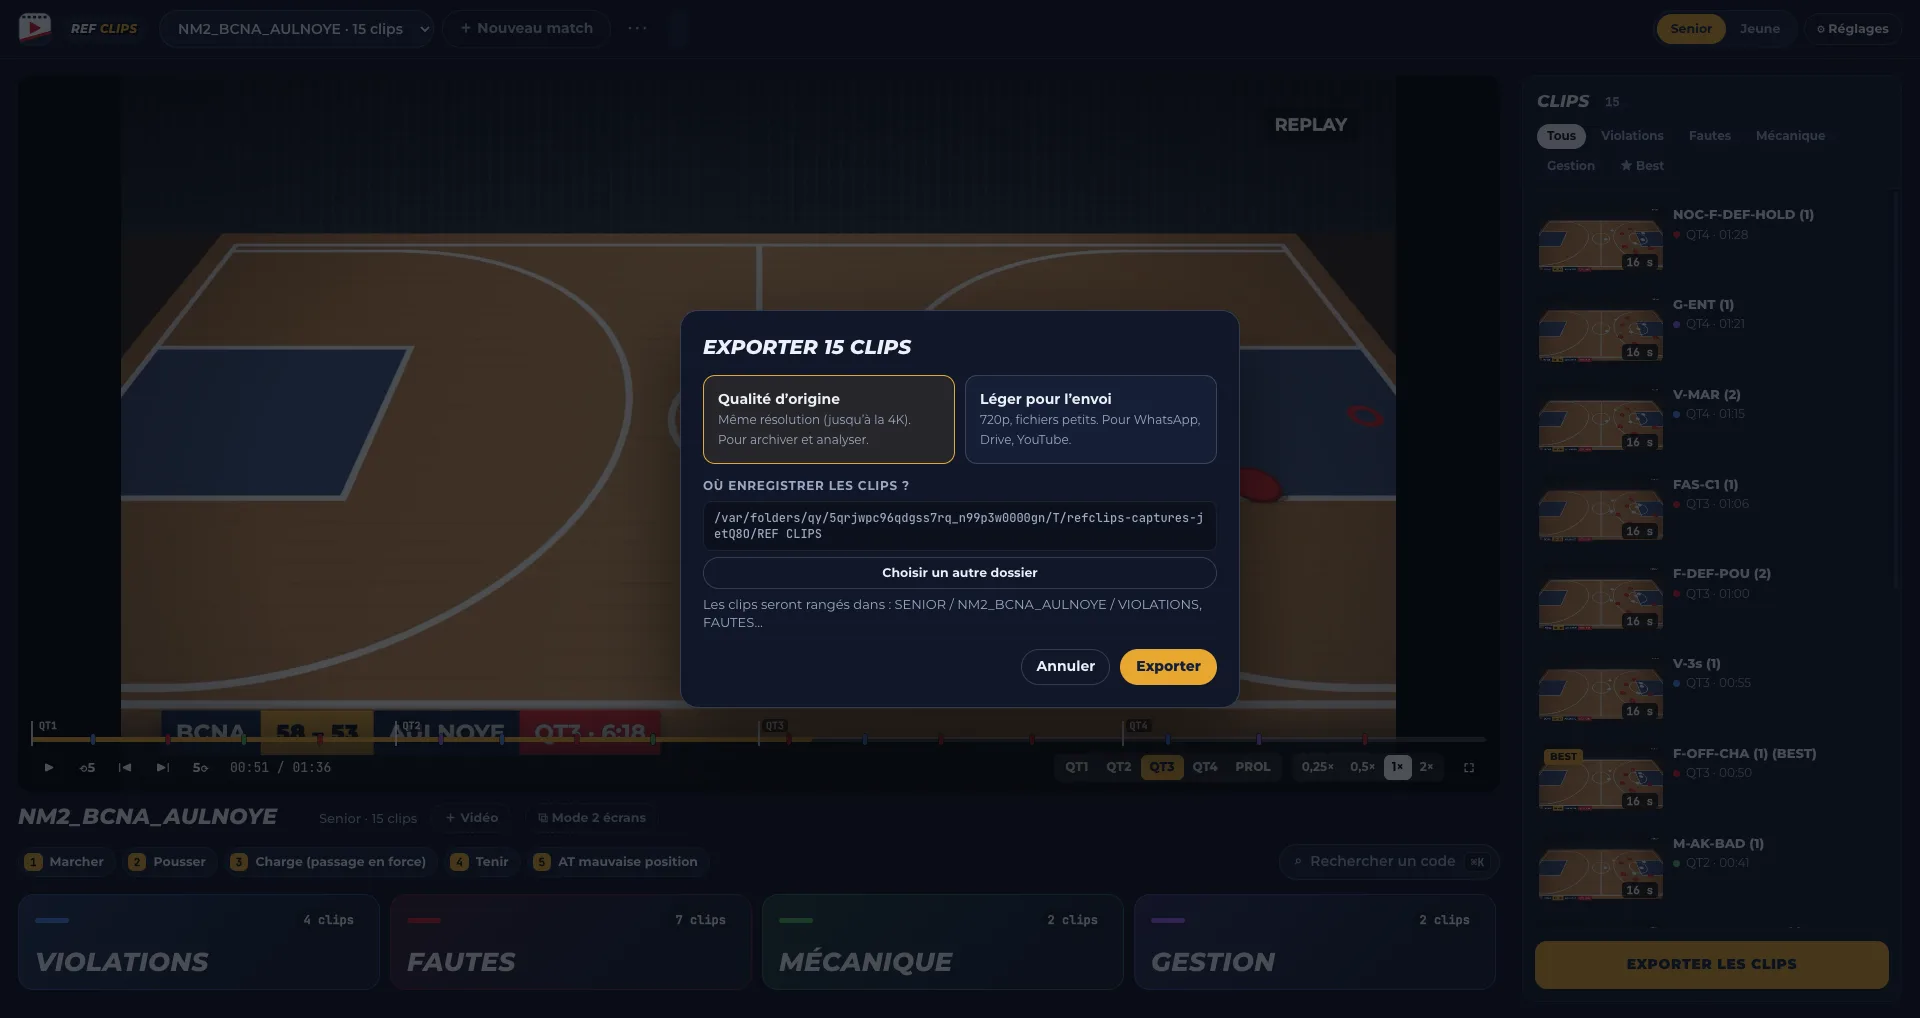 REF CLIPS
NM2_BCNA_AULNOYE · 15 clips
+ Nouveau match
···
Senior
Jeune
Réglages
REPLAY
CLIPS 15
Tous
Violations
Fautes
Mécanique
Gestion
★ Best
NOC-F-DEF-HOLD (1)
QT4 · 01:28
16 s
G-ENT (1)
QT4 · 01:21
16 s
V-MAR (2)
QT4 · 01:15
16 s
FAS-C1 (1)
QT3 · 01:06
16 s
F-DEF-POU (2)
QT3 · 01:00
16 s
V-3s (1)
QT3 · 00:55
16 s
BEST
F-OFF-CHA (1) (BEST)
QT3 · 00:50
16 s
M-AK-BAD (1)
QT2 · 00:41
16 s
EXPORTER LES CLIPS
EXPORTER 15 CLIPS
Qualité d’origine
Même résolution (jusqu’à la 4K).
Pour archiver et analyser.
Léger pour l’envoi
720p, fichiers petits. Pour WhatsApp,
Drive, YouTube.
OÙ ENREGISTRER LES CLIPS ?
/var/folders/qy/5qrjwpc96qdgss7rq_n99p3w0000gn/T/refclips-captures-j
etQ8O/REF CLIPS
Choisir un autre dossier
Les clips seront rangés dans : SENIOR / NM2_BCNA_AULNOYE / VIOLATIONS,
FAUTES…
Annuler
Exporter
QT1
QT2
QT3
QT4
BCNA 58 - 53 AULNOYE QT3 · 6:18
5
5
00:51 / 01:36
QT1
QT2
QT3
QT4
PROL
0,25×
0,5×
1×
2×
NM2_BCNA_AULNOYE
Senior · 15 clips
+ Vidéo
Mode 2 écrans
1 Marcher
2 Pousser
3 Charge (passage en force)
4 Tenir
5 AT mauvaise position
Rechercher un code ⌘K
4 clips
VIOLATIONS
7 clips
FAUTES
2 clips
MÉCANIQUE
2 clips
GESTION